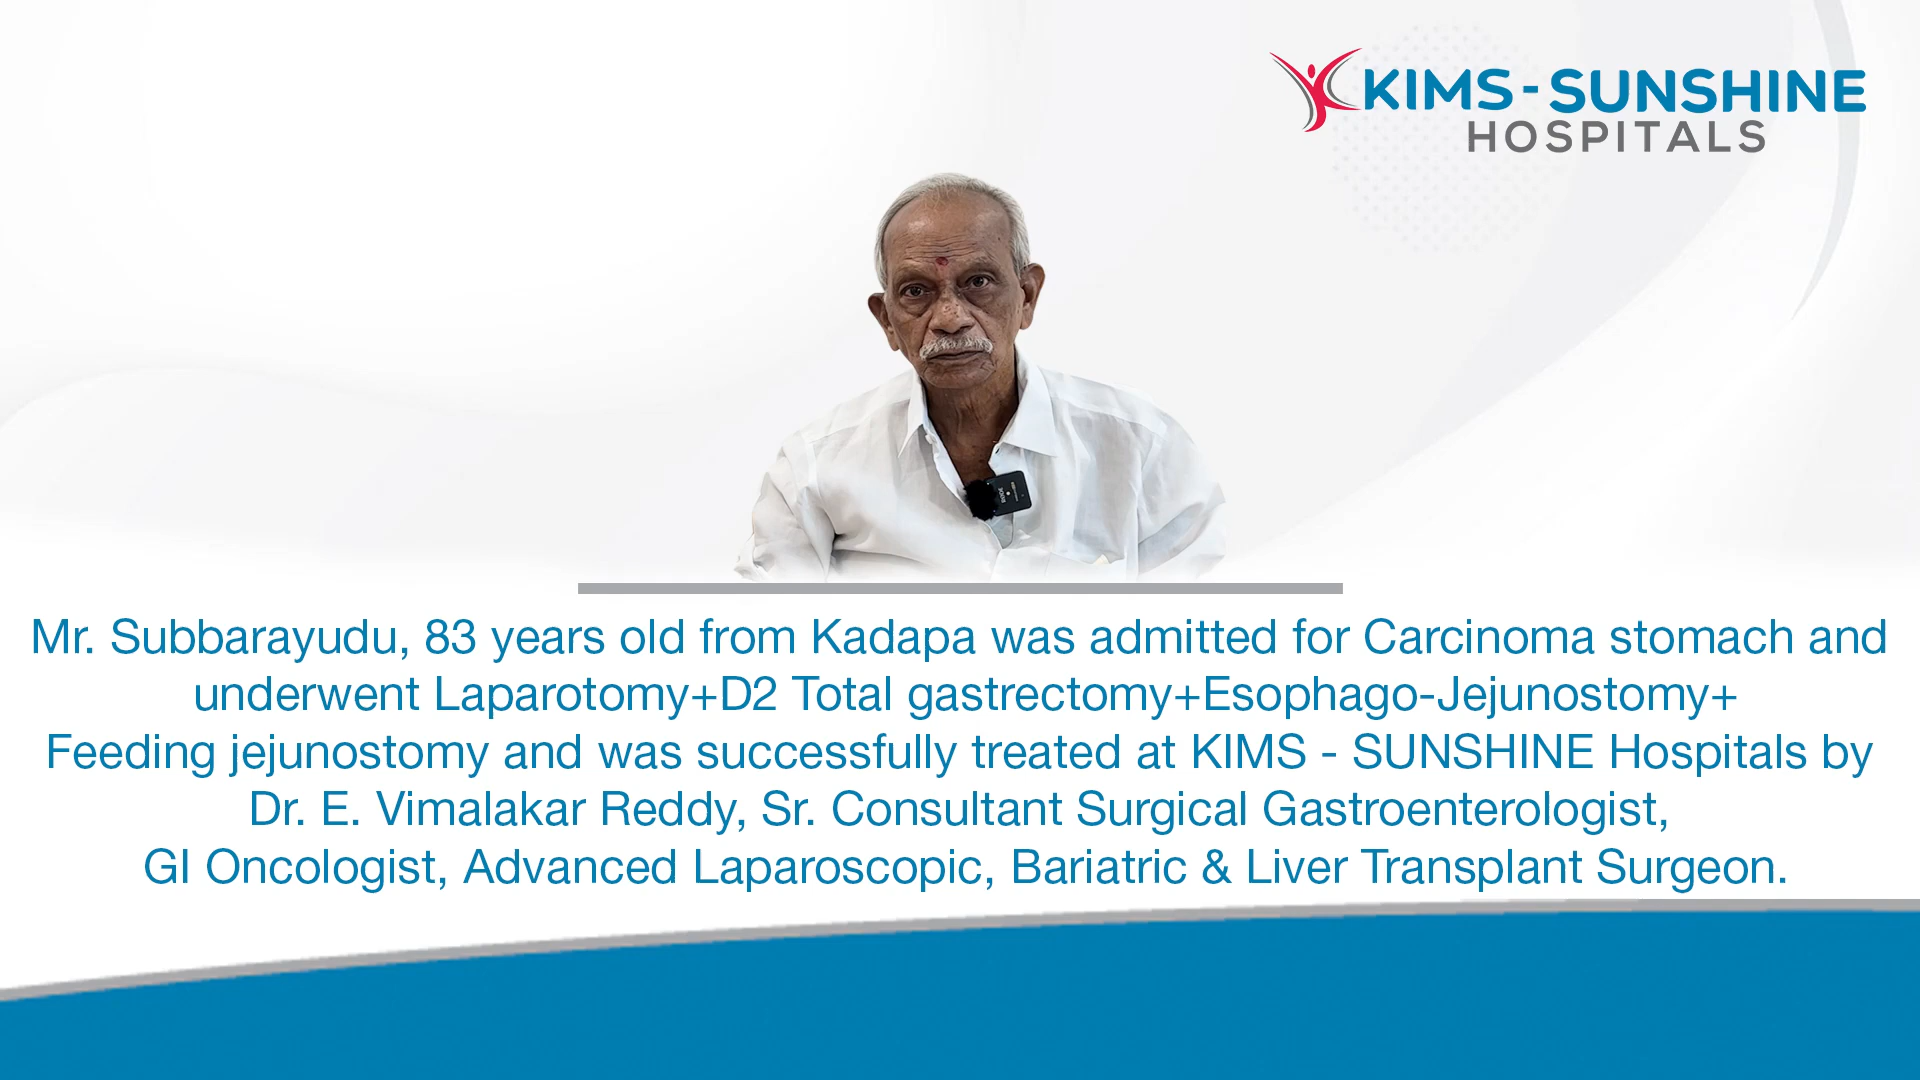 KIMS - SUNSHINE
HOSPITALS
Mr. Subbarayudu, 83 years old from Kadapa was admitted for Carcinoma stomach and
underwent Laparotomy+D2 Total gastrectomy+Esophago-Jejunostomy+
Feeding jejunostomy and was successfully treated at KIMS - SUNSHINE Hospitals by
Dr. E. Vimalakar Reddy, Sr. Consultant Surgical Gastroenterologist,
GI Oncologist, Advanced Laparoscopic, Bariatric & Liver Transplant Surgeon.